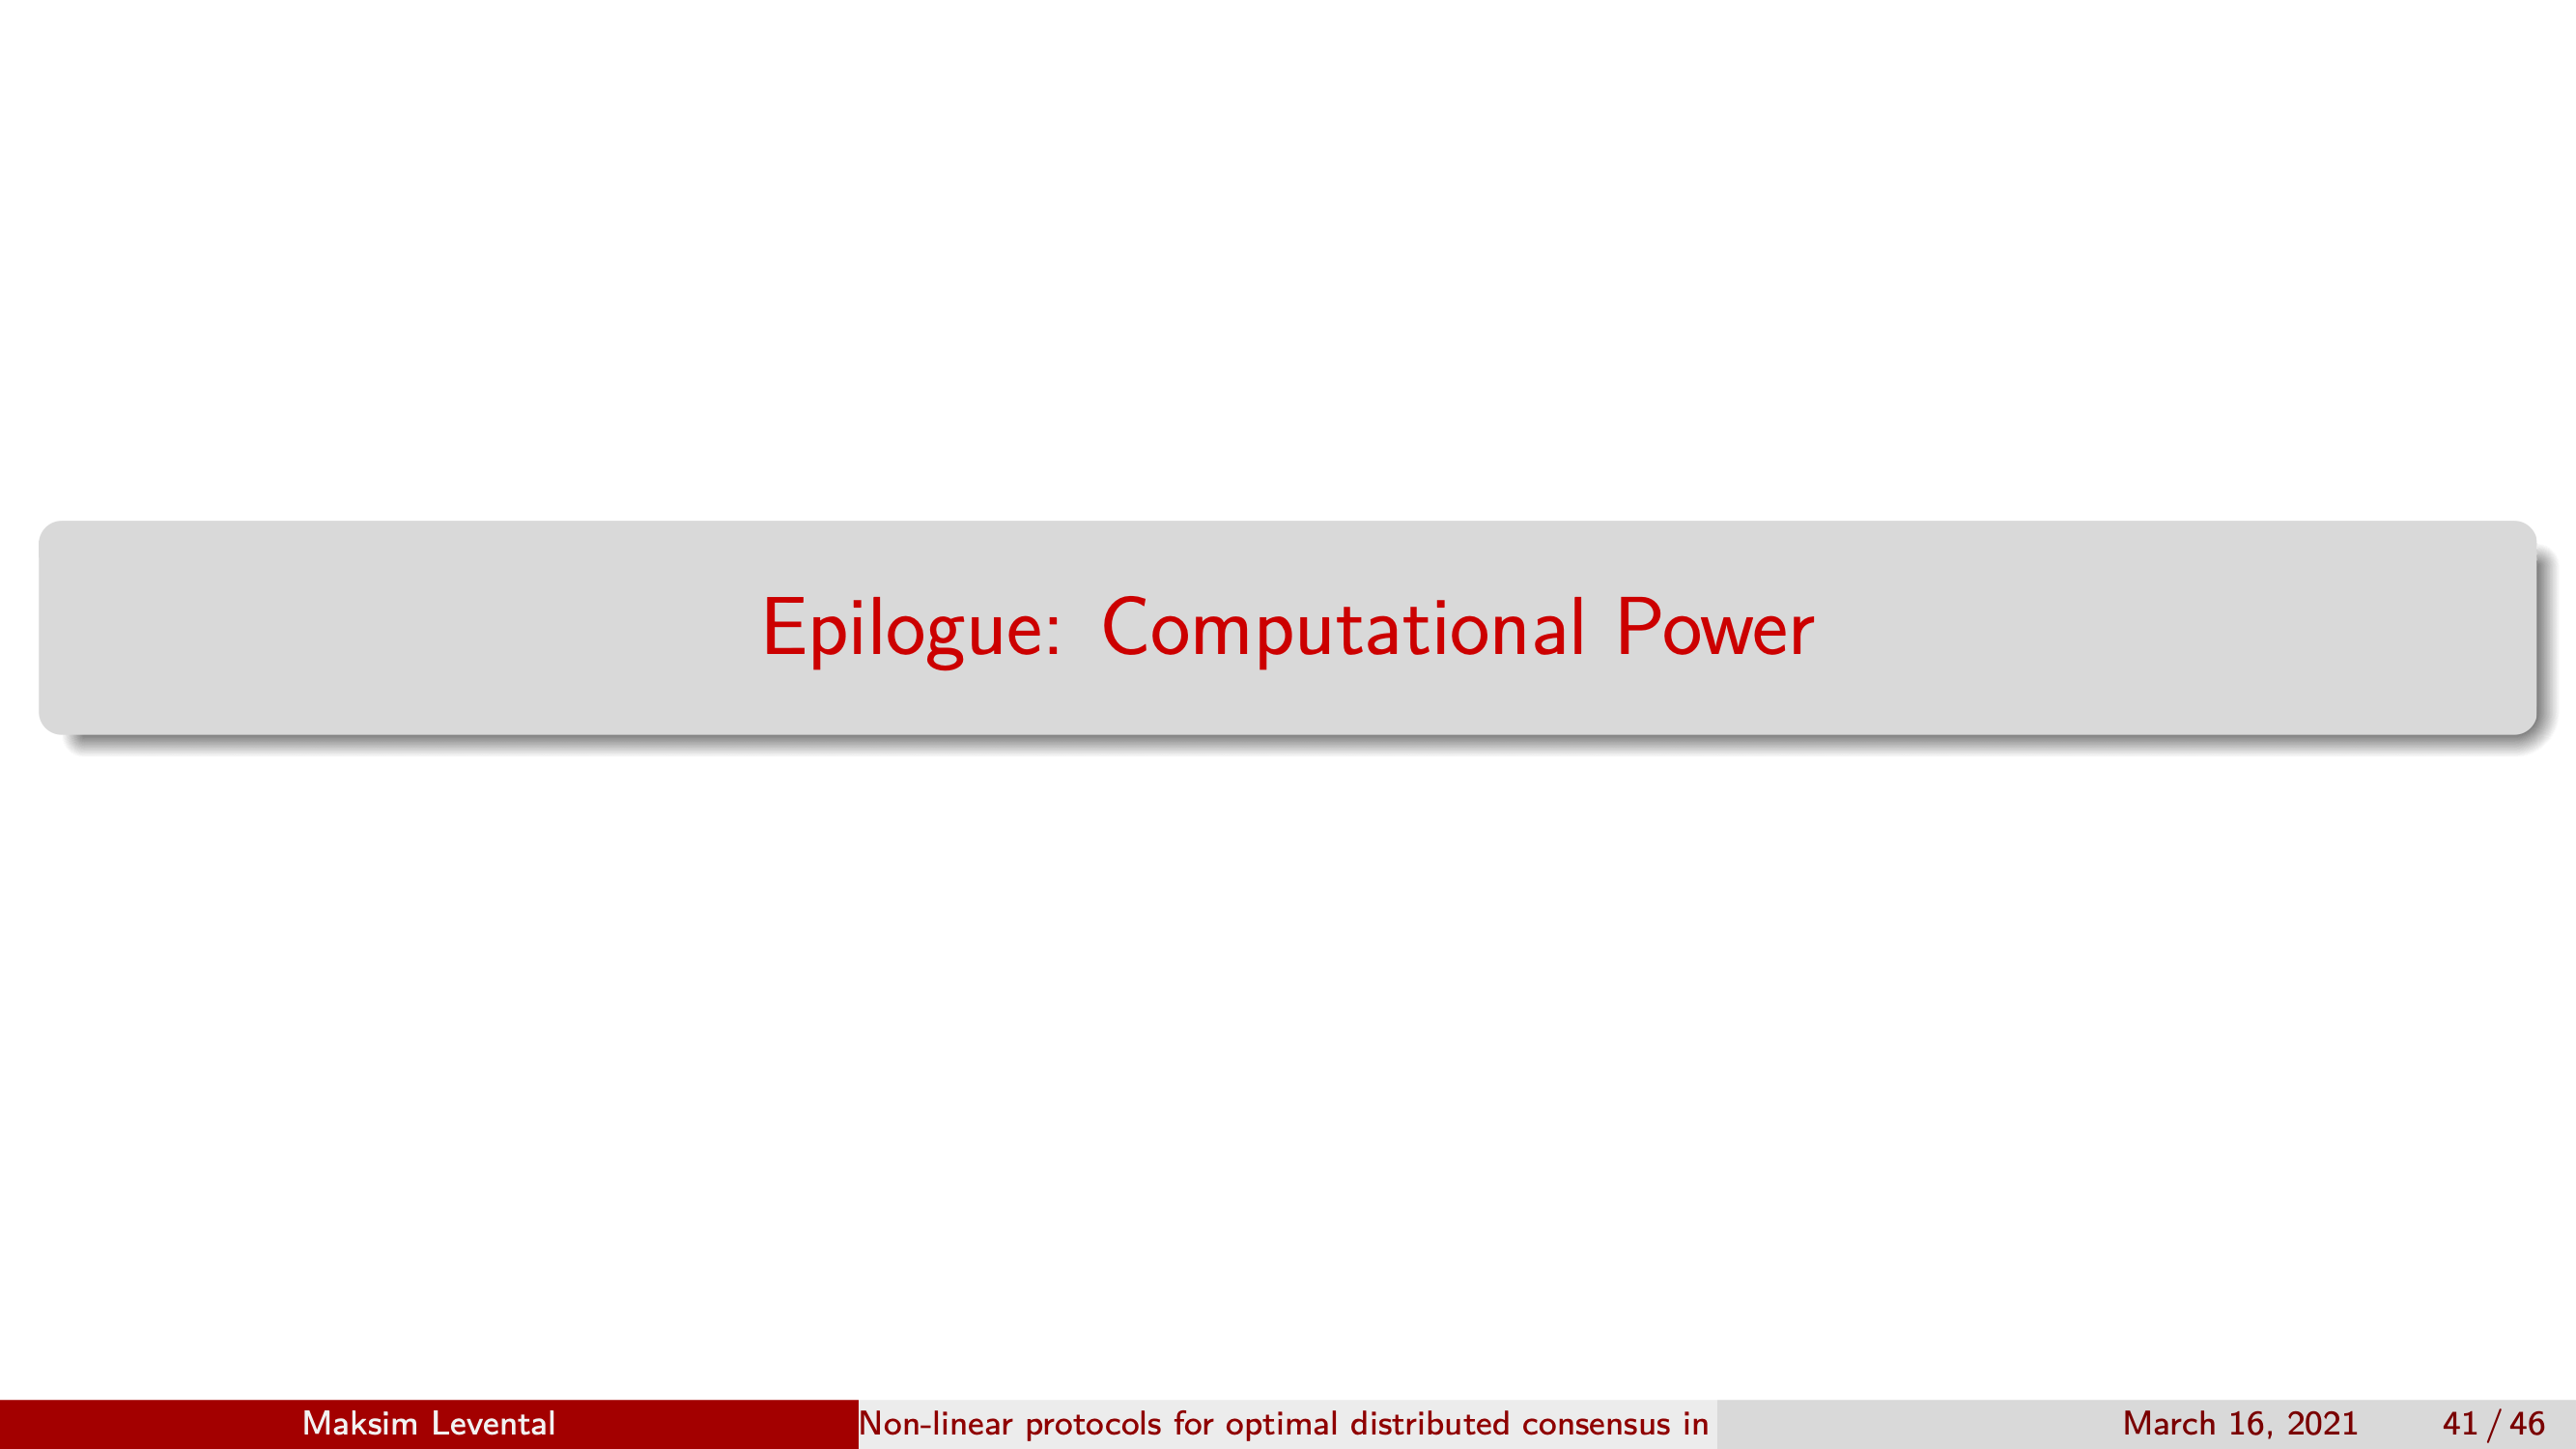 Epilogue: Computational Power
Maksim Levental Non-linear protocols for optimal distributed consensus in March 16, 2021 41 / 46